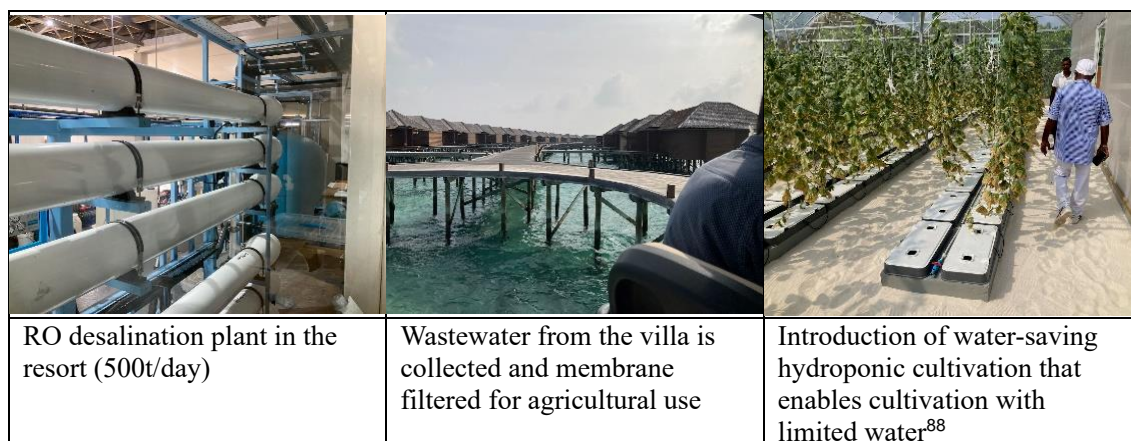 RO desalination plant in the
resort (500t/day)
Wastewater from the villa is
collected and membrane
filtered for agricultural use
Introduction of water-saving
hydroponic cultivation that
enables cultivation with
limited water88